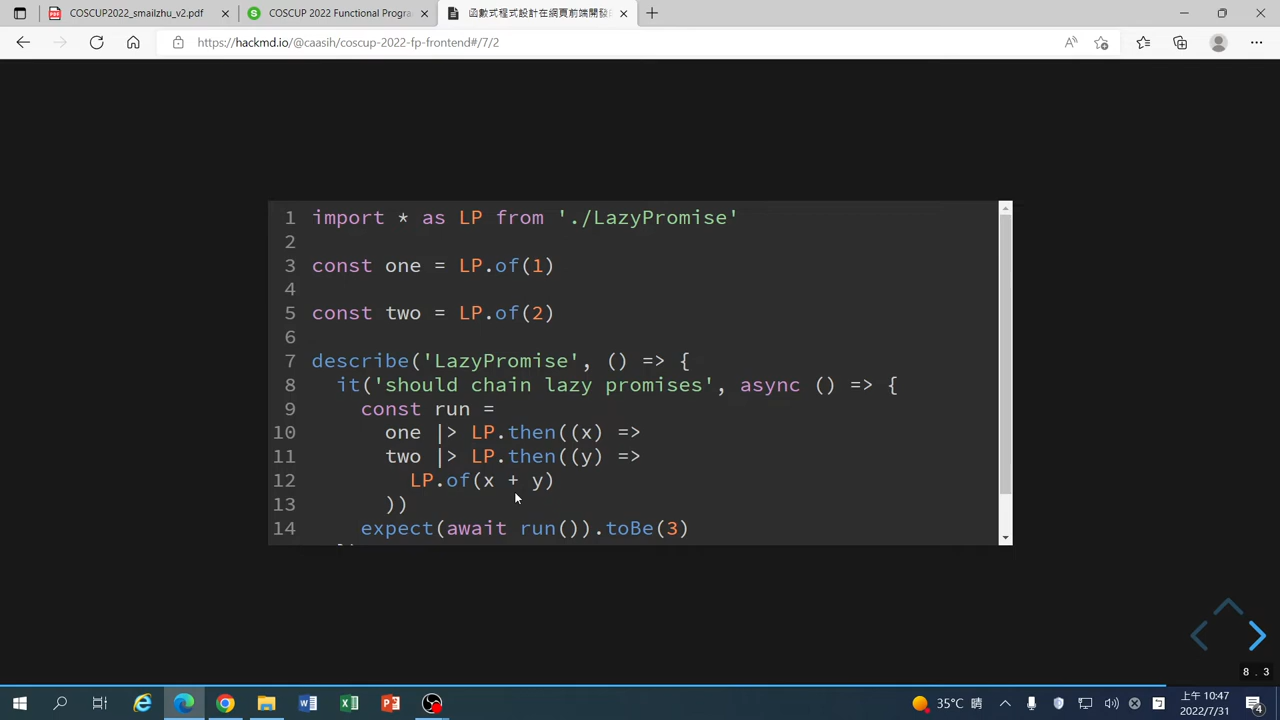 COSCUP2022_smailzhu_v2.pdf
COSCUP 2022 Functional Progra
函數式程式設計在網頁前端開發
https://hackmd.io/@caasih/coscup-2022-fp-frontend#/7/2
1 import * as LP from './LazyPromise'
2
3 const one = LP.of(1)
4
5 const two = LP.of(2)
6
7 describe('LazyPromise', () => {
8 it('should chain lazy promises', async () => {
9 const run =
10 one |> LP.then((x) =>
11 two |> LP.then((y) =>
12 LP.of(x + y)
13 ))
14 expect(await run()).toBe(3)
8.3
35°C 晴
上午 10:47
2022/7/31
4